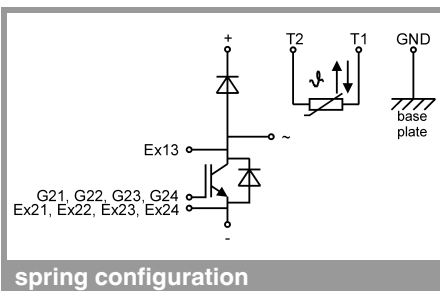 + T2 T1 GND
ϑ
base
plate
~
Ex13
G21, G22, G23, G24
Ex21, Ex22, Ex23, Ex24
-
spring configuration